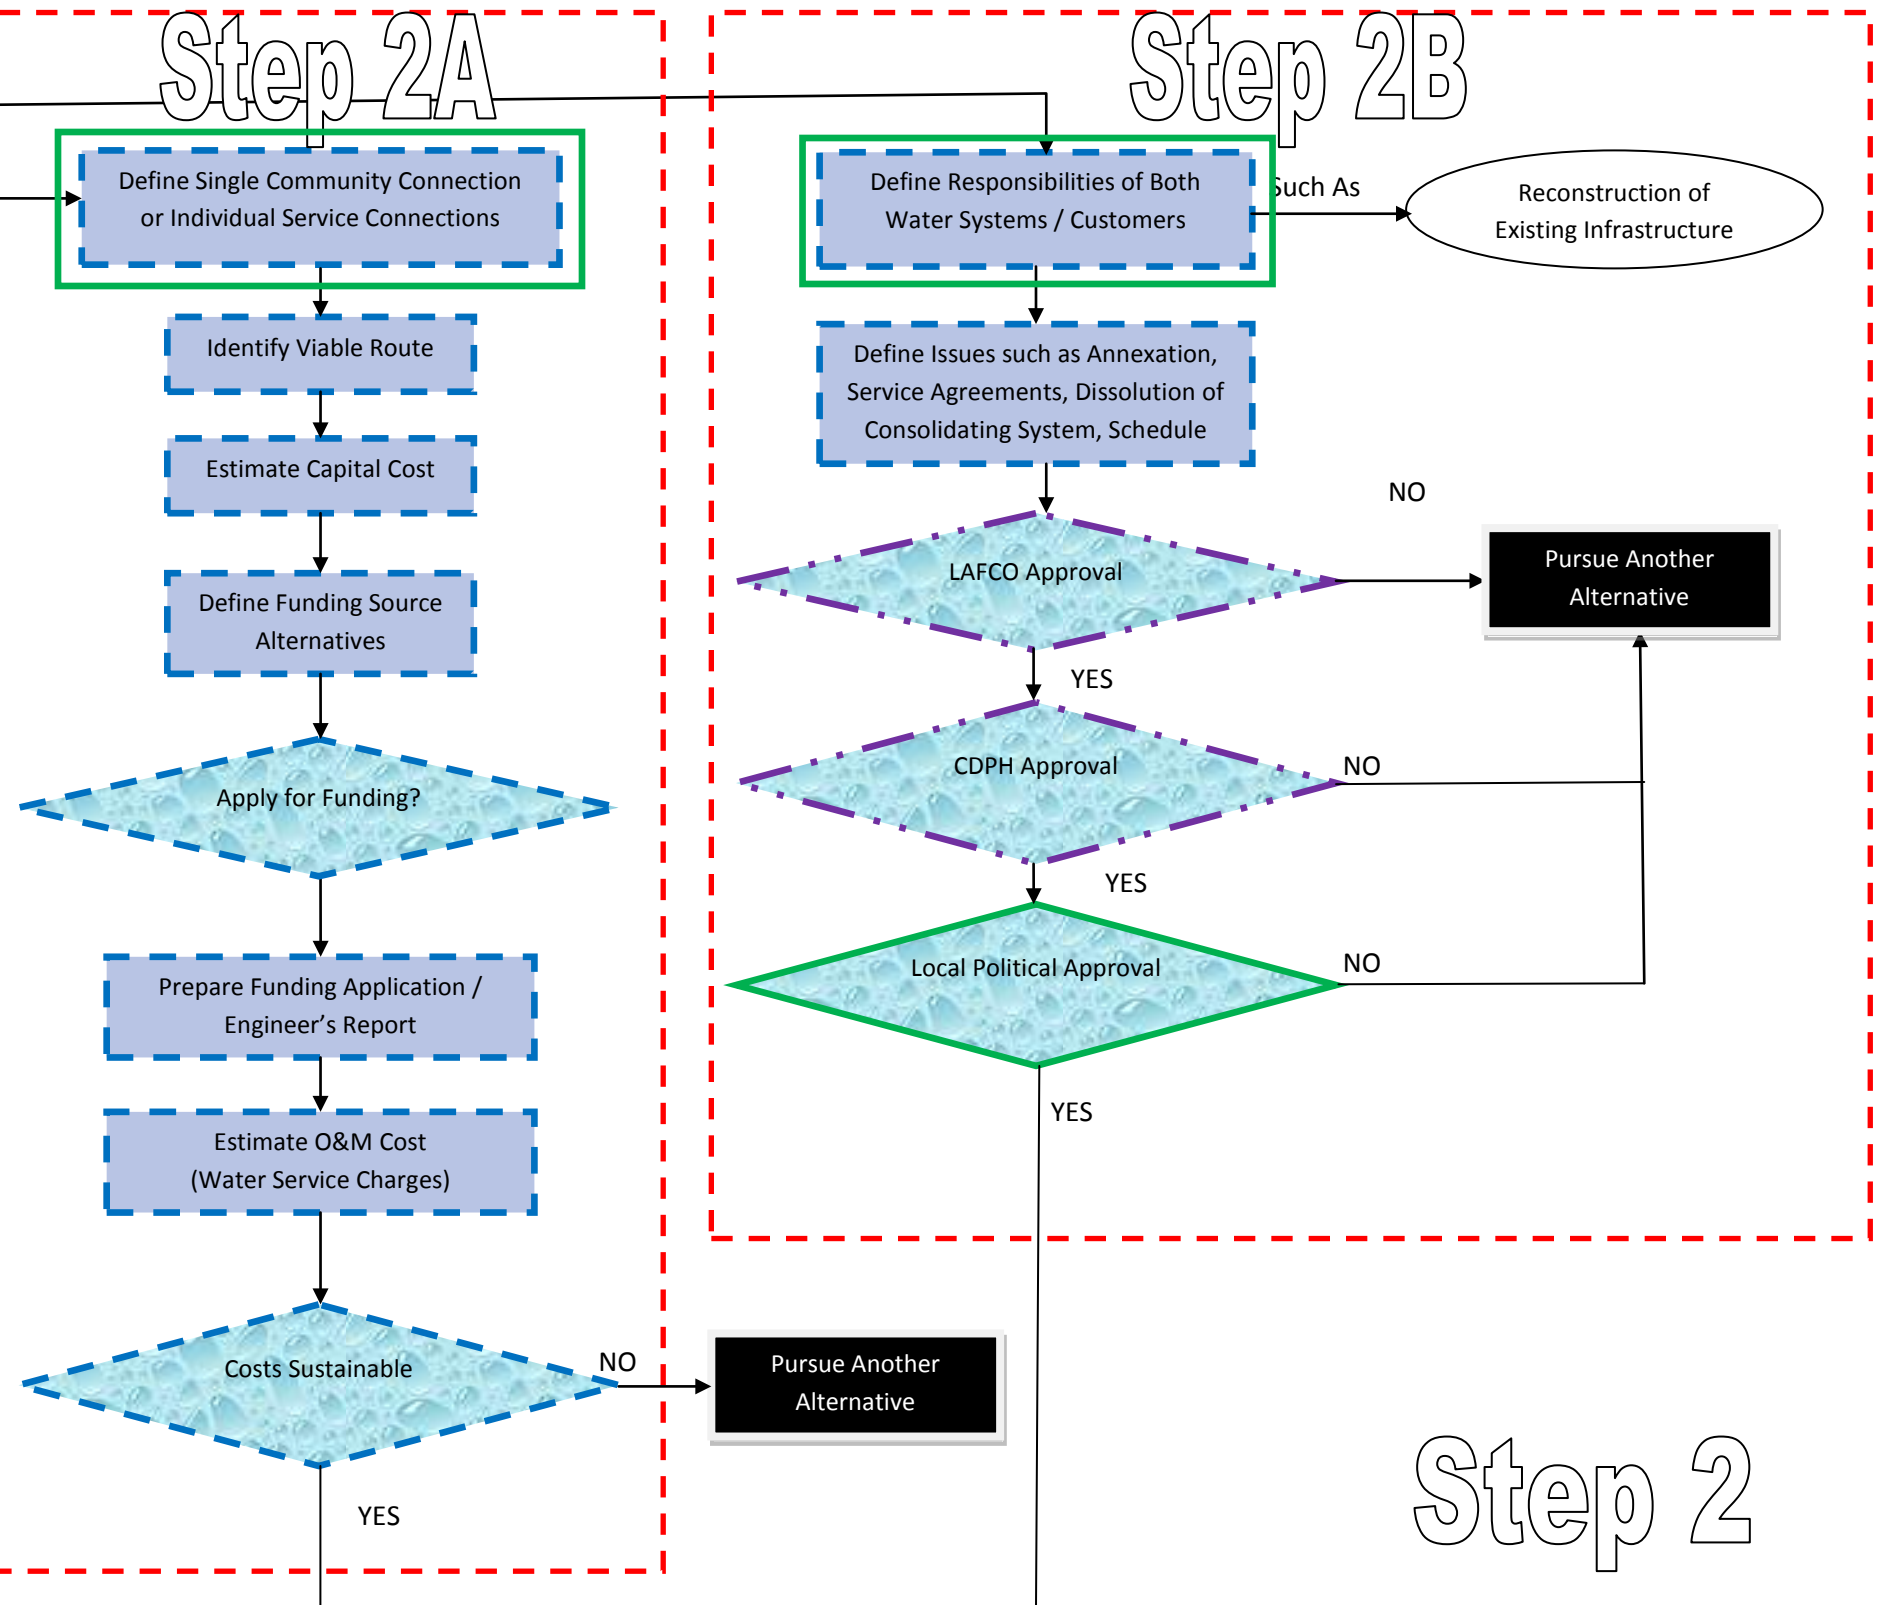 Step 2A
Define Single Community Connection
or Individual Service Connections
Identify Viable Route
Estimate Capital Cost
Define Funding Source
Alternatives
Apply for Funding?
Prepare Funding Application /
Engineer’s Report
Estimate O&M Cost
(Water Service Charges)
Costs Sustainable
NO
Pursue Another
Alternative
YES
Step 2B
Define Responsibilities of Both
Water Systems / Customers
Such As
Reconstruction of
Existing Infrastructure
Define Issues such as Annexation,
Service Agreements, Dissolution of
Consolidating System, Schedule
NO
LAFCO Approval
Pursue Another
Alternative
YES
CDPH Approval
NO
YES
Local Political Approval
NO
YES
Step 2